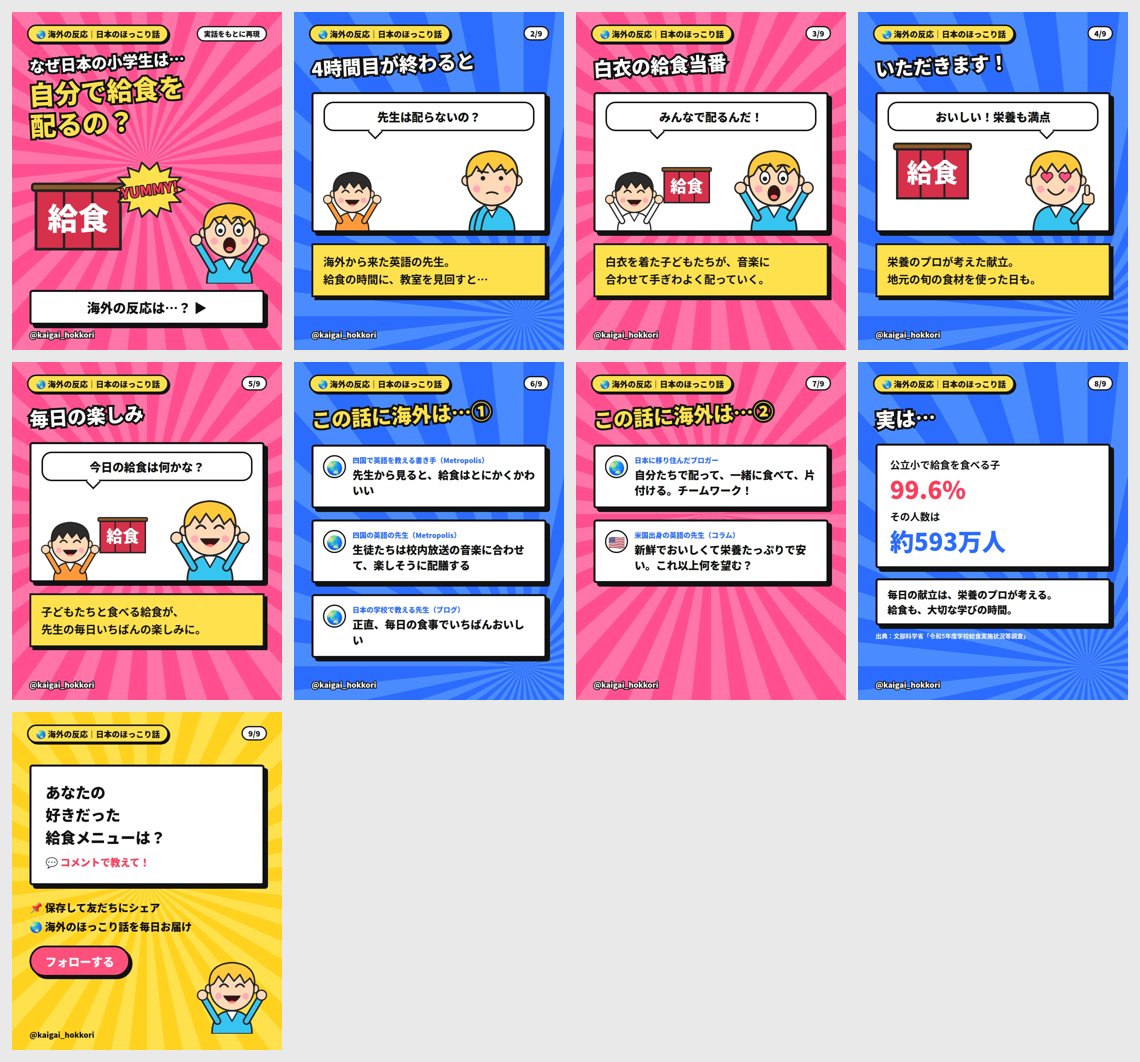 🌏 海外の反応｜日本のほっこり話
実話をもとに再現
なぜ日本の小学生は…
自分で給食を
配るの？
YUMMY!
給食
海外の反応は…？ ▶
@kaigai_hokkori
🌏 海外の反応｜日本のほっこり話
2/9
4時間目が終わると
先生は配らないの？
海外から来た英語の先生。
給食の時間に、教室を見回すと…
@kaigai_hokkori
🌏 海外の反応｜日本のほっこり話
3/9
白衣の給食当番
みんなで配るんだ！
給食
白衣を着た子どもたちが、音楽に
合わせて手ぎわよく配っていく。
@kaigai_hokkori
🌏 海外の反応｜日本のほっこり話
4/9
いただきます！
おいしい！栄養も満点
給食
栄養のプロが考えた献立。
地元の旬の食材を使った日も。
@kaigai_hokkori
🌏 海外の反応｜日本のほっこり話
5/9
毎日の楽しみ
今日の給食は何かな？
給食
子どもたちと食べる給食が、
先生の毎日いちばんの楽しみに。
@kaigai_hokkori
🌏 海外の反応｜日本のほっこり話
6/9
この話に海外は…①
四国で英語を教える書き手（Metropolis）
先生から見ると、給食はとにかくかわ
いい
四国の英語の先生（Metropolis）
生徒たちは校内放送の音楽に合わせ
て、楽しそうに配膳する
日本の学校で教える先生（ブログ）
正直、毎日の食事でいちばんおいし
い
@kaigai_hokkori
🌏 海外の反応｜日本のほっこり話
7/9
この話に海外は…②
日本に移り住んだブロガー
自分たちで配って、一緒に食べて、片
付ける。チームワーク！
米国出身の英語の先生（コラム）
新鮮でおいしくて栄養たっぷりで安
い。これ以上何を望む？
@kaigai_hokkori
🌏 海外の反応｜日本のほっこり話
8/9
実は…
公立小で給食を食べる子
99.6%
その人数は
約593万人
毎日の献立は、栄養のプロが考える。
給食も、大切な学びの時間。
出典：文部科学省「令和5年度学校給食実施状況等調査」
@kaigai_hokkori
🌏 海外の反応｜日本のほっこり話
9/9
あなたの
好きだった
給食メニューは？
💬 コメントで教えて！
📌 保存して友だちにシェア
🌏 海外のほっこり話を毎日お届け
フォローする
@kaigai_hokkori